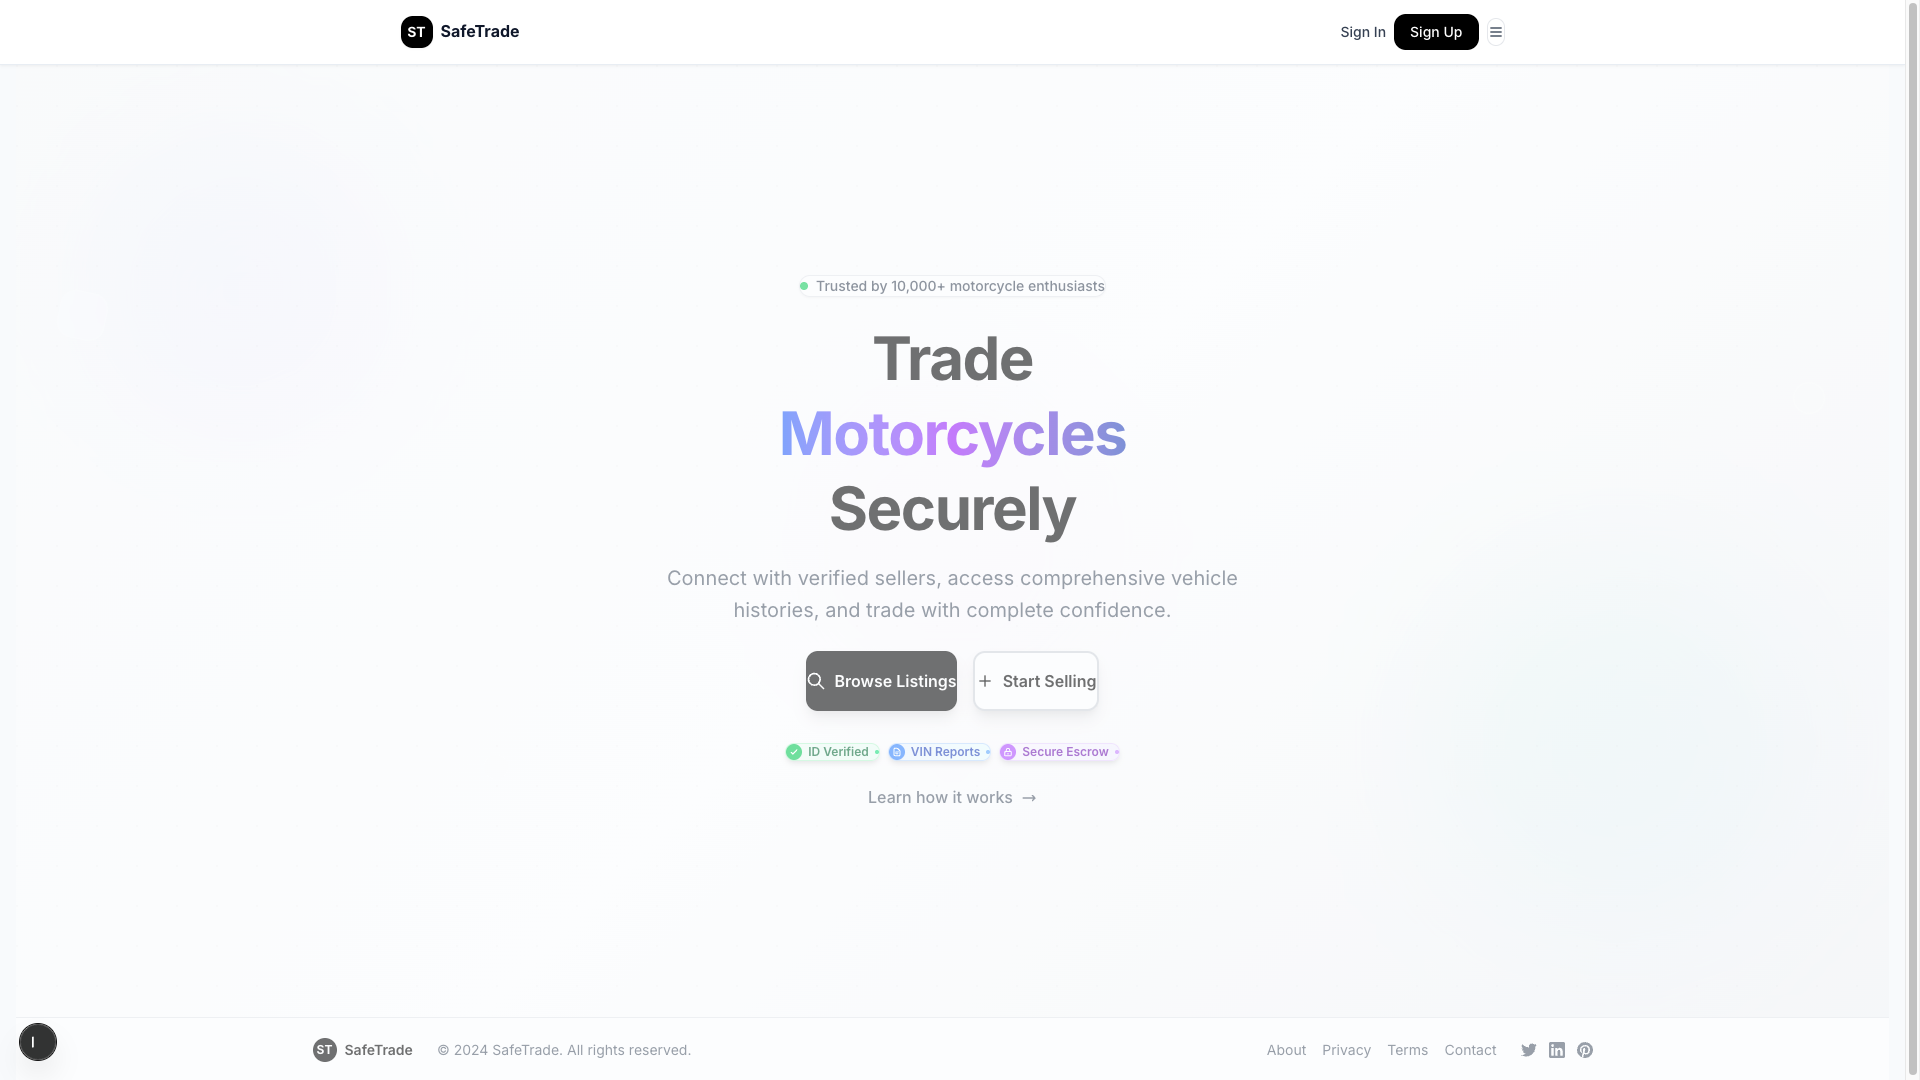 ST SafeTrade
Sign In
Sign Up
Trusted by 10,000+ motorcycle enthusiasts
Trade
Motorcycles
Securely
Connect with verified sellers, access comprehensive vehicle
histories, and trade with complete confidence.
Browse Listings
Start Selling
ID Verified
VIN Reports
Secure Escrow
Learn how it works →
ST SafeTrade
© 2024 SafeTrade. All rights reserved.
About
Privacy
Terms
Contact